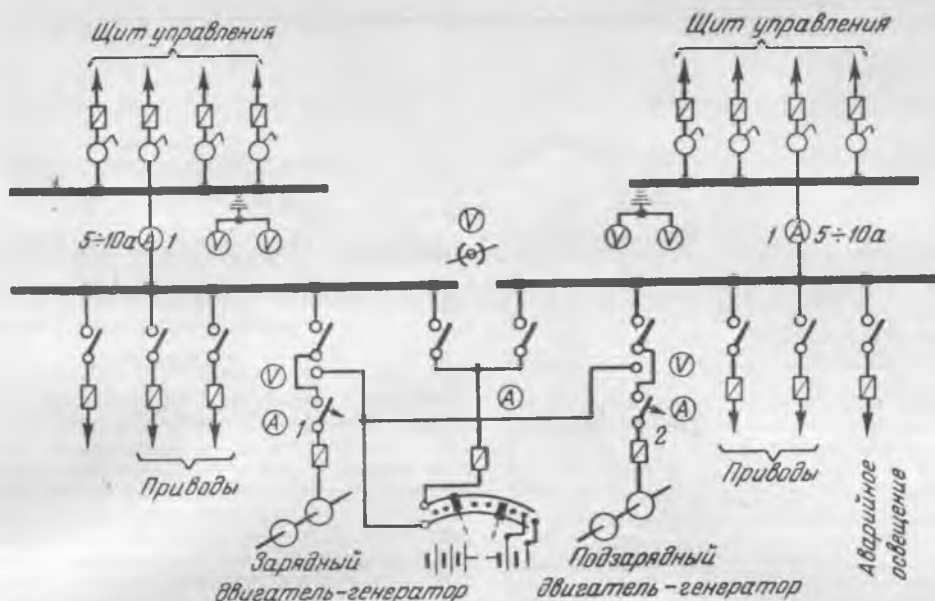 Щит управления
Щит управления
5÷10а А 1
V V
V
V V
1 А 5÷10а
V
А 1
А
V
А
2
Приводы
Приводы
Аварийное
освещение
Зарядный
двигатель-генератор
Подзарядный
двигатель-генератор